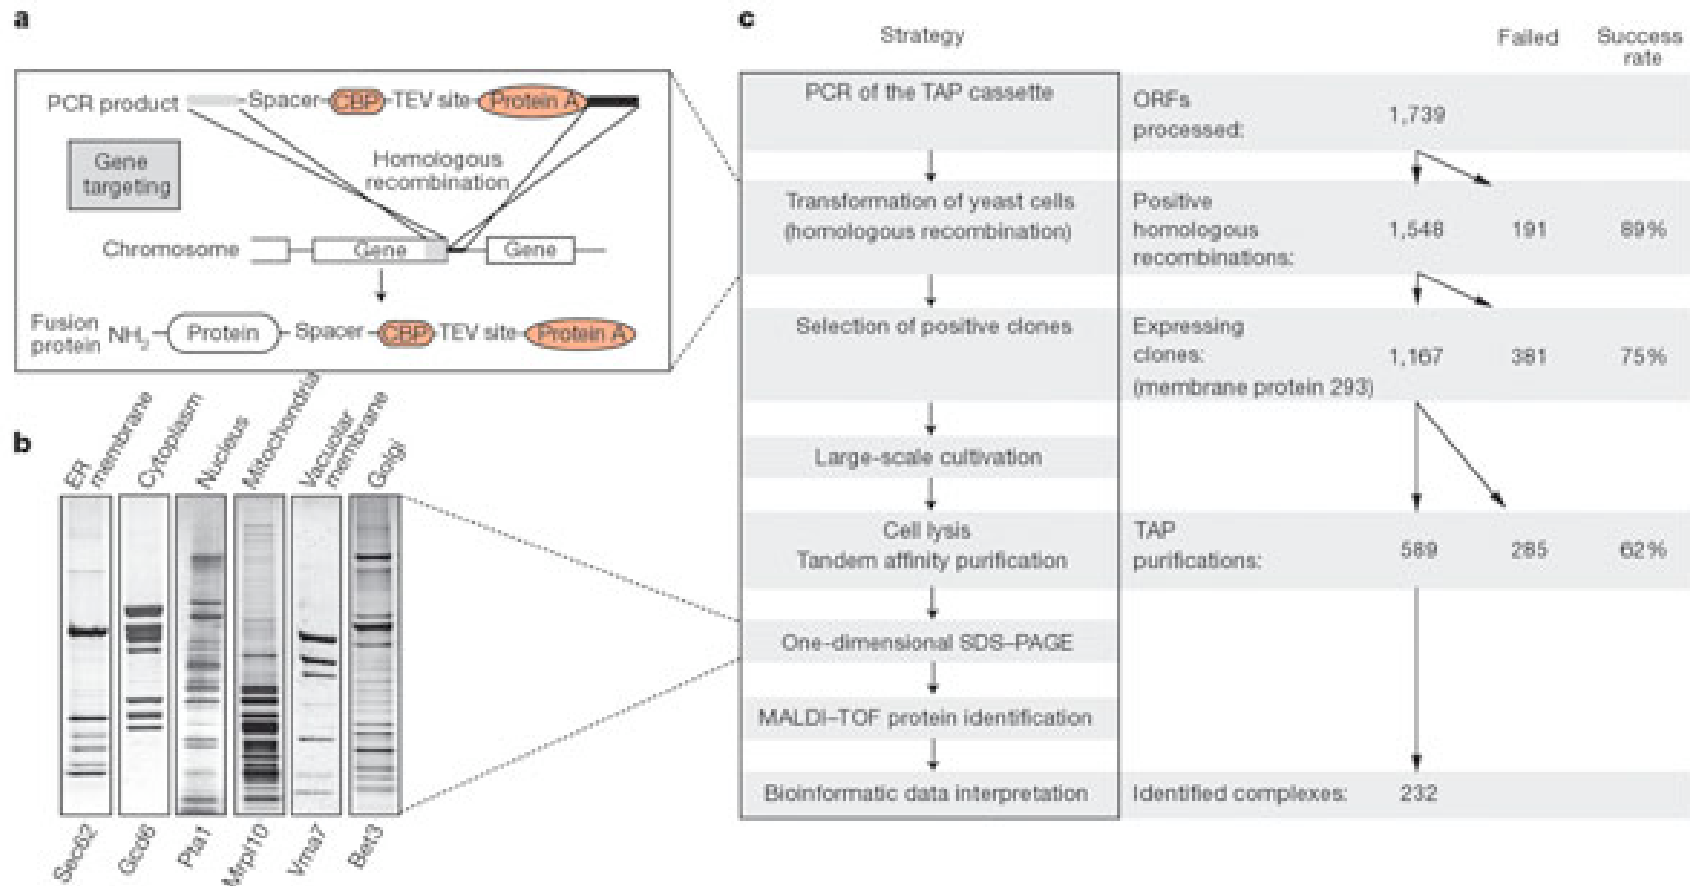 a
PCR product
Spacer
CBP
TEV site
Protein A
Gene
targeting
Homologous
recombination
Chromosome
Gene
Gene
Fusion
protein
NH2
Protein
Spacer
CBP
TEV site
Protein A
b
ER
membrane
Cytoplasm
Nucleus
Mitochondria
Vacuolar
membrane
Golgi
Sec62
Gcd6
Pta1
Mrpl10
Vma7
Bet3
c
Strategy
Failed
Success
rate
PCR of the TAP cassette
ORFs
processed:
1,739
Transformation of yeast cells
(homologous recombination)
Positive
homologous
recombinations:
1,548
191
89%
Selection of positive clones
Expressing
clones:
(membrane protein 293)
1,167
381
75%
Large-scale cultivation
Cell lysis
Tandem affinity purification
TAP
purifications:
589
285
62%
One-dimensional SDS–PAGE
MALDI–TOF protein identification
Bioinformatic data interpretation
Identified complexes:
232